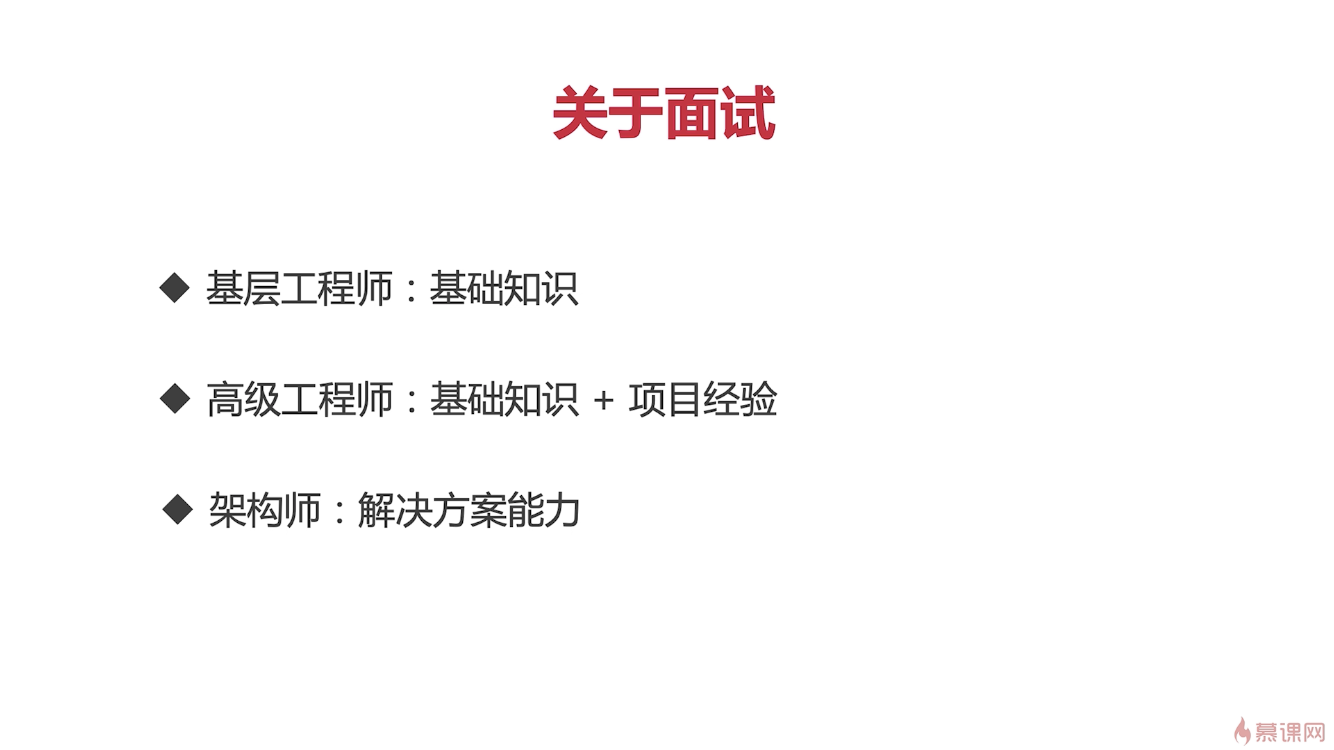 关于面试
◆ 基层工程师：基础知识
◆ 高级工程师：基础知识 + 项目经验
◆ 架构师：解决方案能力
慕课网